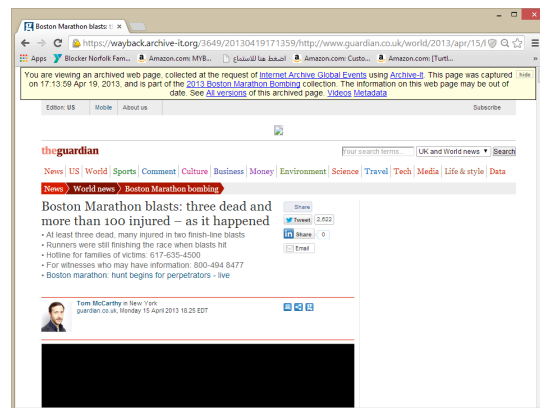 Boston Marathon blasts: t
https://wayback.archive-it.org/3649/20130419171359/http://www.guardian.co.uk/world/2013/apr/15/
Apps Blocker Norfolk Fam... Amazon.com: MYB... اضغط هنا للاستماع Amazon.com: Custo... Amazon.com: [Turtl... »
You are viewing an archived web page, collected at the request of Internet Archive Global Events using Archive-It. This page was captured hide
on 17:13:59 Apr 19, 2013, and is part of the 2013 Boston Marathon Bombing collection. The information on this web page may be out of
date. See All versions of this archived page. Videos Metadata
Edition: US Mobile About us Subscribe
theguardian
Your search terms... UK and World news Search
News US World Sports Comment Culture Business Money Environment Science Travel Tech Media Life & style Data
News World news Boston Marathon bombing
Boston Marathon blasts: three dead and
more than 100 injured – as it happened
• At least three dead, many injured in two finish-line blasts
• Runners were still finishing the race when blasts hit
• Hotline for families of victims: 617-635-4500
• For witnesses who may have information: 800-494 8477
• Boston marathon: hunt begins for perpetrators - live
Share
Tweet 2,622
in Share 0
Email
Tom McCarthy in New York
guardian.co.uk, Monday 15 April 2013 18.25 EDT